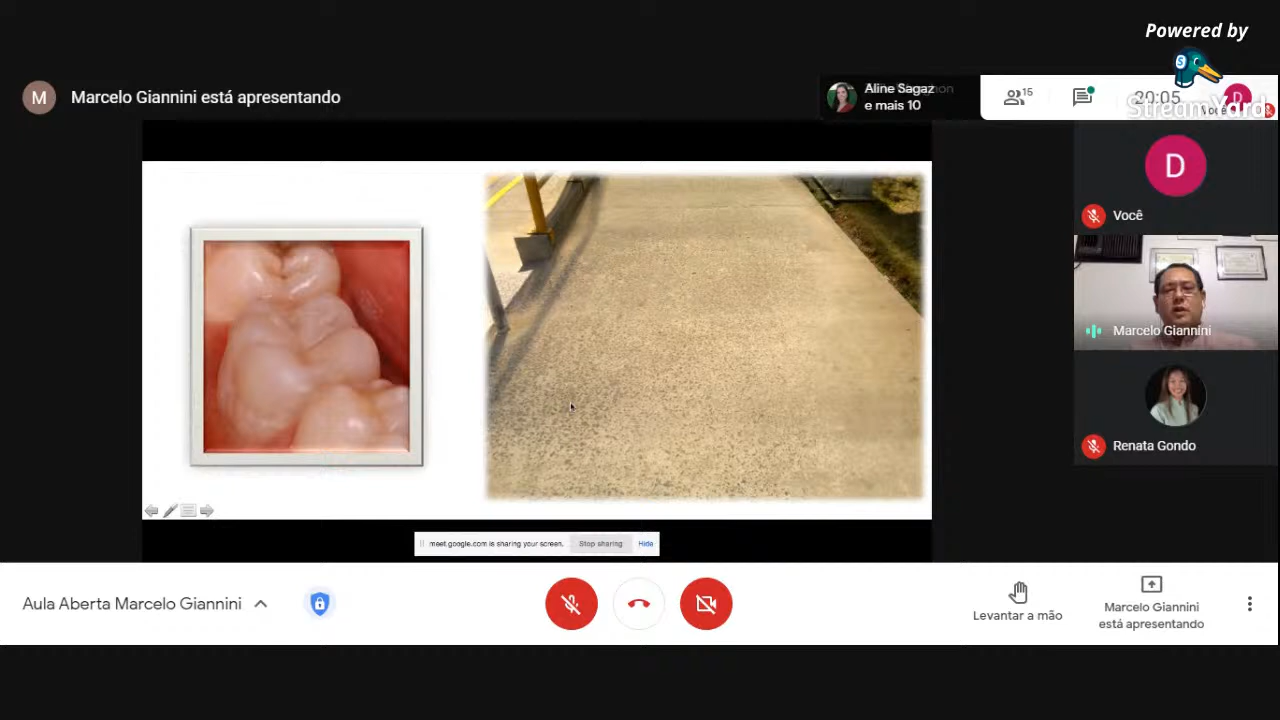 Powered by
StreamYard
M
Marcelo Giannini está apresentando
Aline Sagaz
e mais 10
15
20:05
D
Você
D
Você
Marcelo Giannini
Renata Gondo
meet.google.com is sharing your screen.
Stop sharing
Hide
Aula Aberta Marcelo Giannini
Levantar a mão
Marcelo Giannini
está apresentando